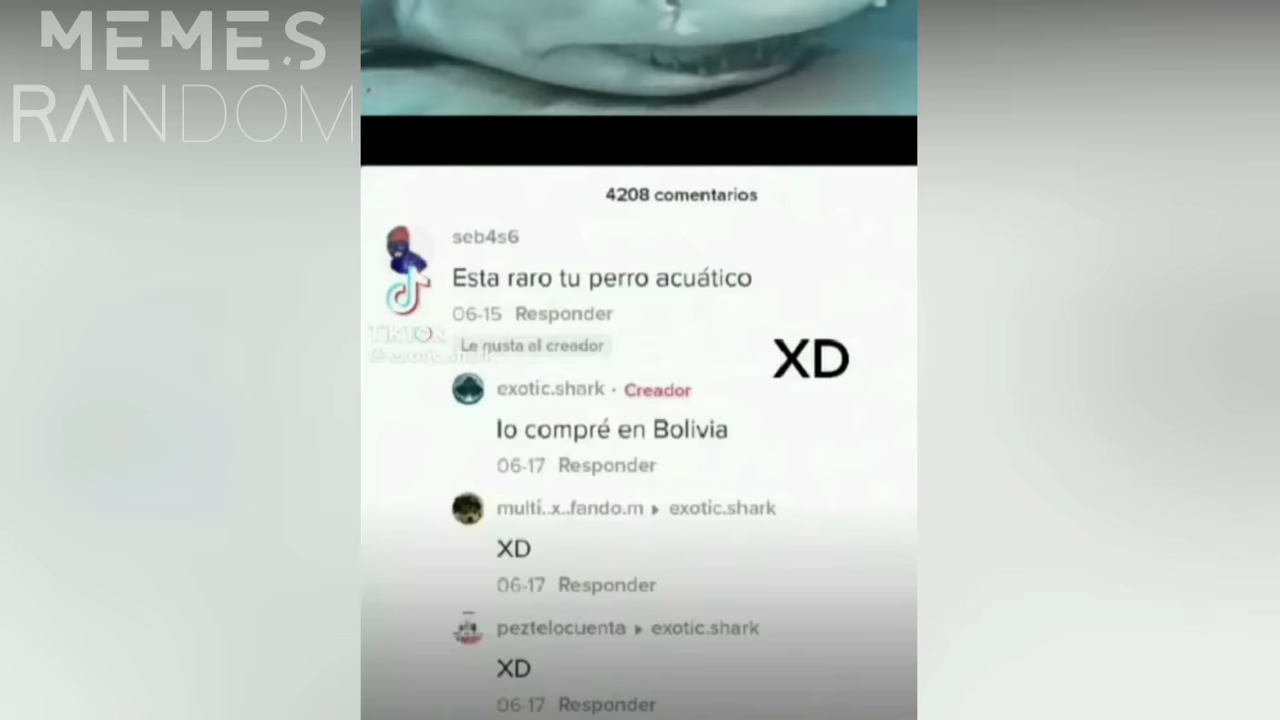 MEMES
RANDOM
4208 comentarios
seb4s6
Esta raro tu perro acuático
06-15 Responder
TIKTOK
Le gusta al creador
XD
exotic.shark · Creador
lo compré en Bolivia
06-17 Responder
multi..x..fando.m ▸ exotic.shark
XD
06-17 Responder
peztelocuenta ▸ exotic.shark
XD
06-17 Responder